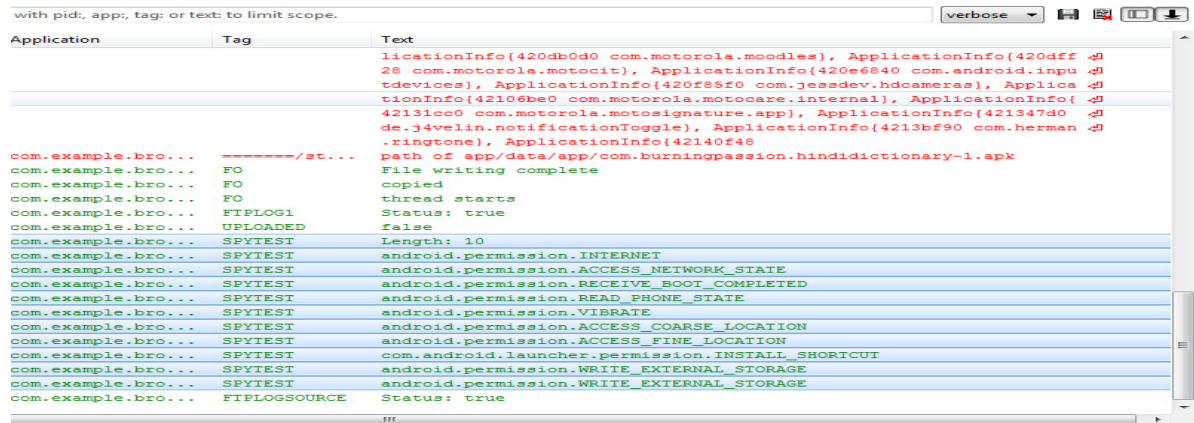 with pid:, app:, tag: or text: to limit scope. verbose
Application Tag Text
licationInfo{420db0d0 com.motorola.moodles}, ApplicationInfo{420dff
28 com.motorola.motocit}, ApplicationInfo{420e6840 com.android.inpu
tdevices}, ApplicationInfo{420f85f0 com.jessdev.hdcameras}, Applica
tionInfo{42106be0 com.motorola.motocare.internal}, ApplicationInfo{
42131cc0 com.motorola.motosignature.app}, ApplicationInfo{421347d0
de.j4velin.notificationToggle}, ApplicationInfo{4213bf90 com.herman
.ringtone}, ApplicationInfo{42140f48
com.example.bro... =======/st... path of app/data/app/com.burningpassion.hindidictionary-1.apk
com.example.bro... FO File writing complete
com.example.bro... FO copied
com.example.bro... FO thread starts
com.example.bro... FTPLOG1 Status: true
com.example.bro... UPLOADED false
com.example.bro... SPYTEST Length: 10
com.example.bro... SPYTEST android.permission.INTERNET
com.example.bro... SPYTEST android.permission.ACCESS_NETWORK_STATE
com.example.bro... SPYTEST android.permission.RECEIVE_BOOT_COMPLETED
com.example.bro... SPYTEST android.permission.READ_PHONE_STATE
com.example.bro... SPYTEST android.permission.VIBRATE
com.example.bro... SPYTEST android.permission.ACCESS_COARSE_LOCATION
com.example.bro... SPYTEST android.permission.ACCESS_FINE_LOCATION
com.example.bro... SPYTEST com.android.launcher.permission.INSTALL_SHORTCUT
com.example.bro... SPYTEST android.permission.WRITE_EXTERNAL_STORAGE
com.example.bro... SPYTEST android.permission.WRITE_EXTERNAL_STORAGE
com.example.bro... FTPLOGSOURCE Status: true